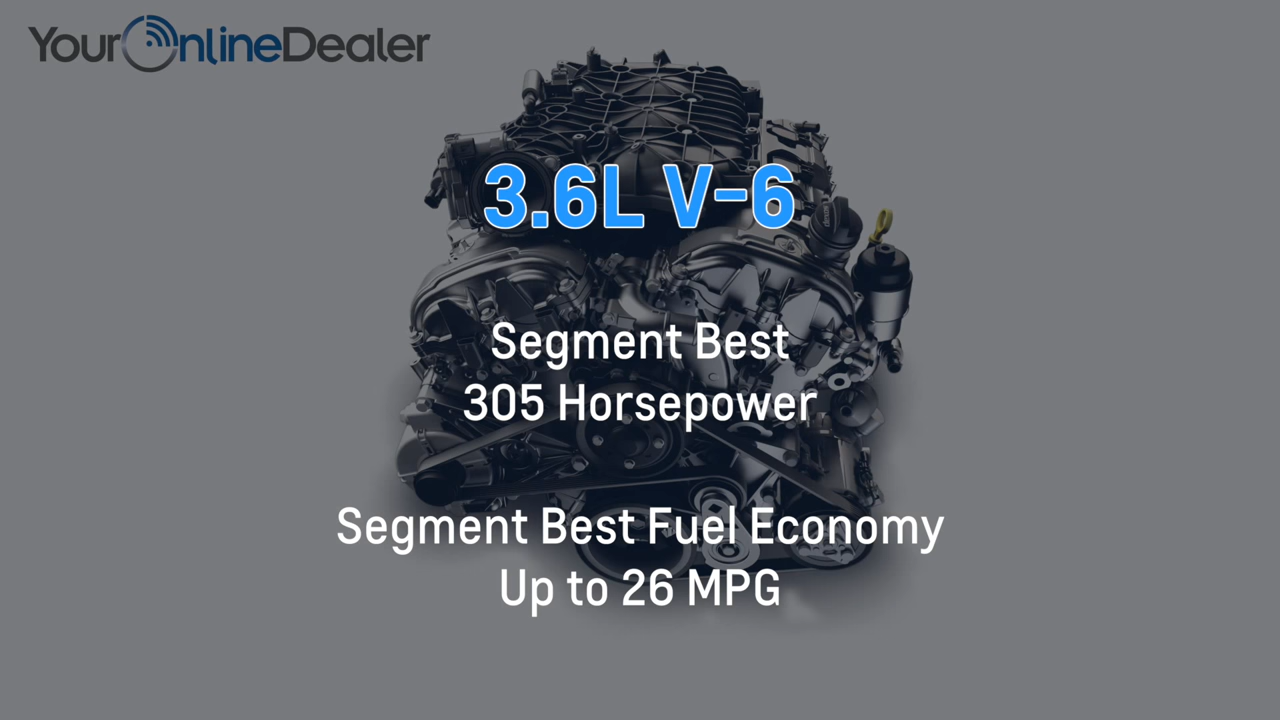 YourOnlineDealer
3.6L V-6
Segment Best
305 Horsepower
Segment Best Fuel Economy
Up to 26 MPG